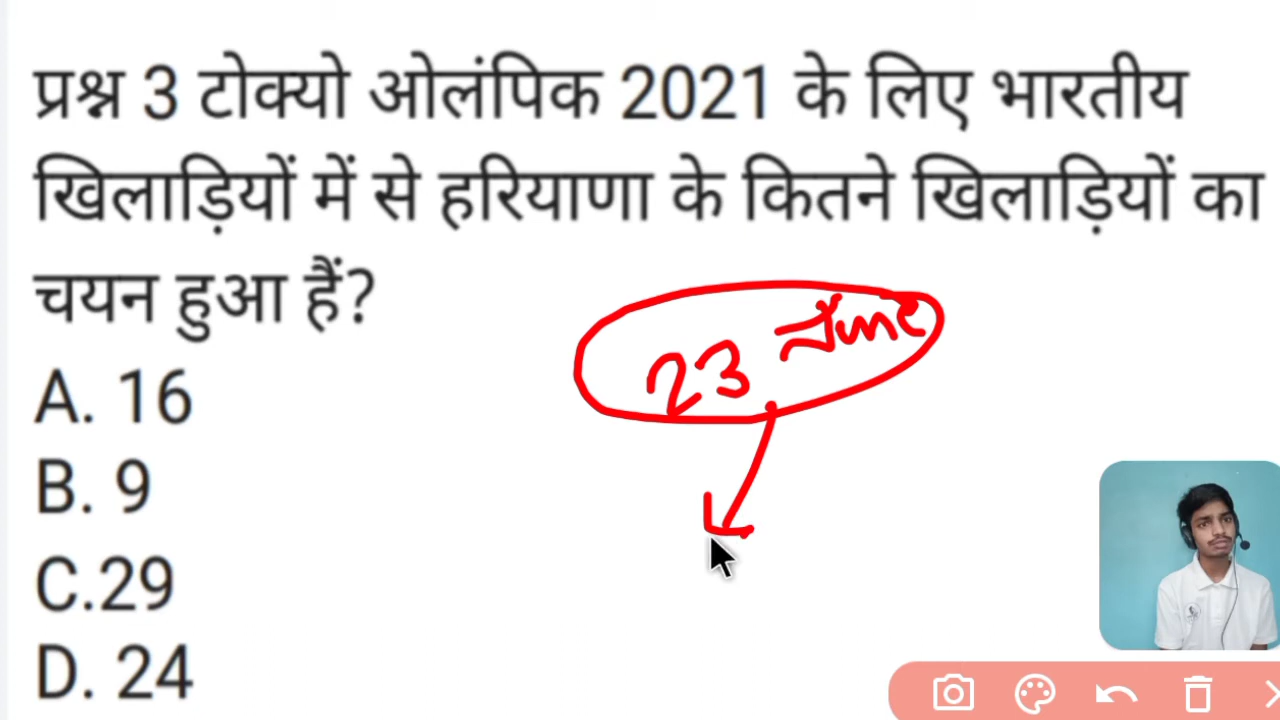 प्रश्न 3 टोक्यो ओलंपिक 2021 के लिए भारतीय
खिलाड़ियों में से हरियाणा के कितने खिलाड़ियों का
चयन हुआ हैं?
23 June
A. 16
B. 9
C.29
D. 24